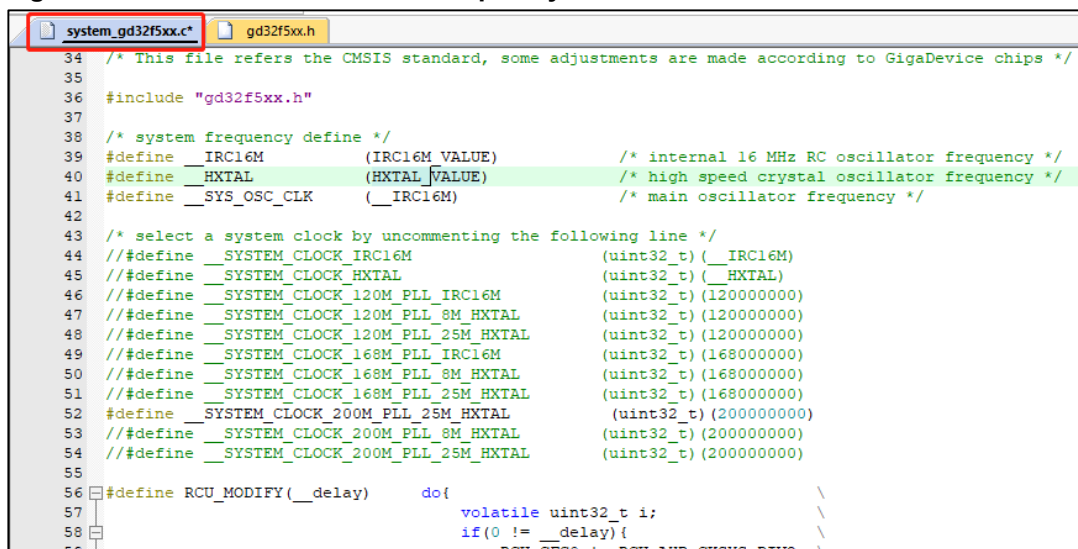 system_gd32f5xx.c* gd32f5xx.h
34 /* This file refers the CMSIS standard, some adjustments are made according to GigaDevice chips */
35
36 #include "gd32f5xx.h"
37
38 /* system frequency define */
39 #define __IRC16M (IRC16M_VALUE) /* internal 16 MHz RC oscillator frequency */
40 #define __HXTAL (HXTAL_VALUE) /* high speed crystal oscillator frequency */
41 #define __SYS_OSC_CLK (__IRC16M) /* main oscillator frequency */
42
43 /* select a system clock by uncommenting the following line */
44 //#define __SYSTEM_CLOCK_IRC16M (uint32_t)(__IRC16M)
45 //#define __SYSTEM_CLOCK_HXTAL (uint32_t)(__HXTAL)
46 //#define __SYSTEM_CLOCK_120M_PLL_IRC16M (uint32_t)(120000000)
47 //#define __SYSTEM_CLOCK_120M_PLL_8M_HXTAL (uint32_t)(120000000)
48 //#define __SYSTEM_CLOCK_120M_PLL_25M_HXTAL (uint32_t)(120000000)
49 //#define __SYSTEM_CLOCK_168M_PLL_IRC16M (uint32_t)(168000000)
50 //#define __SYSTEM_CLOCK_168M_PLL_8M_HXTAL (uint32_t)(168000000)
51 //#define __SYSTEM_CLOCK_168M_PLL_25M_HXTAL (uint32_t)(168000000)
52 #define __SYSTEM_CLOCK_200M_PLL_25M_HXTAL (uint32_t)(200000000)
53 //#define __SYSTEM_CLOCK_200M_PLL_8M_HXTAL (uint32_t)(200000000)
54 //#define __SYSTEM_CLOCK_200M_PLL_25M_HXTAL (uint32_t)(200000000)
55
56 #define RCU_MODIFY(__delay) do{ \
57 volatile uint32_t i; \
58 if(0 != __delay){ \